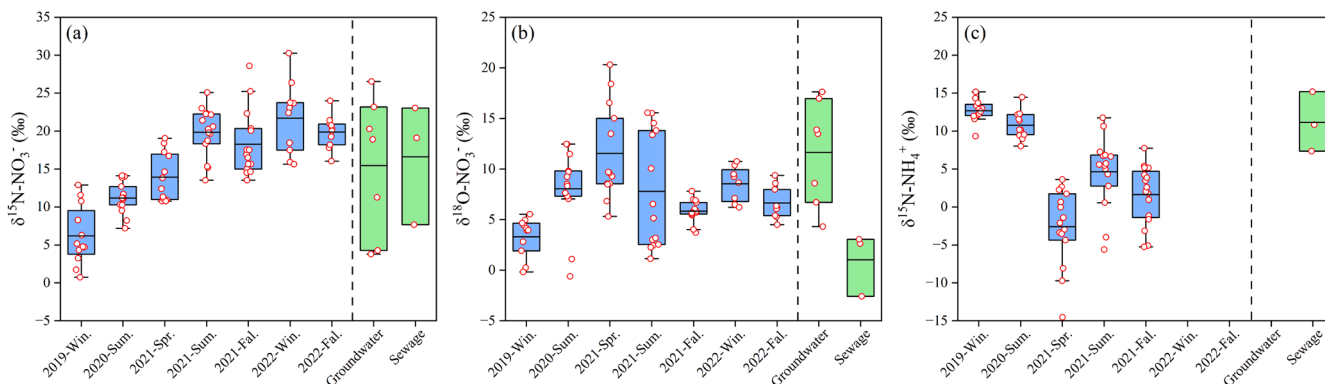 (a)
δ¹⁵N-NO₃⁻ (‰)
35
30
25
20
15
10
5
0
−5
2019-Win.
2020-Sum.
2021-Spr.
2021-Sum.
2021-Fal.
2022-Win.
2022-Fal.
Groundwater
Sewage
(b)
δ¹⁸O-NO₃⁻ (‰)
25
20
15
10
5
0
−5
2019-Win.
2020-Sum.
2021-Spr.
2021-Sum.
2021-Fal.
2022-Win.
2022-Fal.
Groundwater
Sewage
(c)
δ¹⁵N-NH₄⁺ (‰)
25
20
15
10
5
0
−5
−10
−15
2019-Win.
2020-Sum.
2021-Spr.
2021-Sum.
2021-Fal.
2022-Win.
2022-Fal.
Groundwater
Sewage